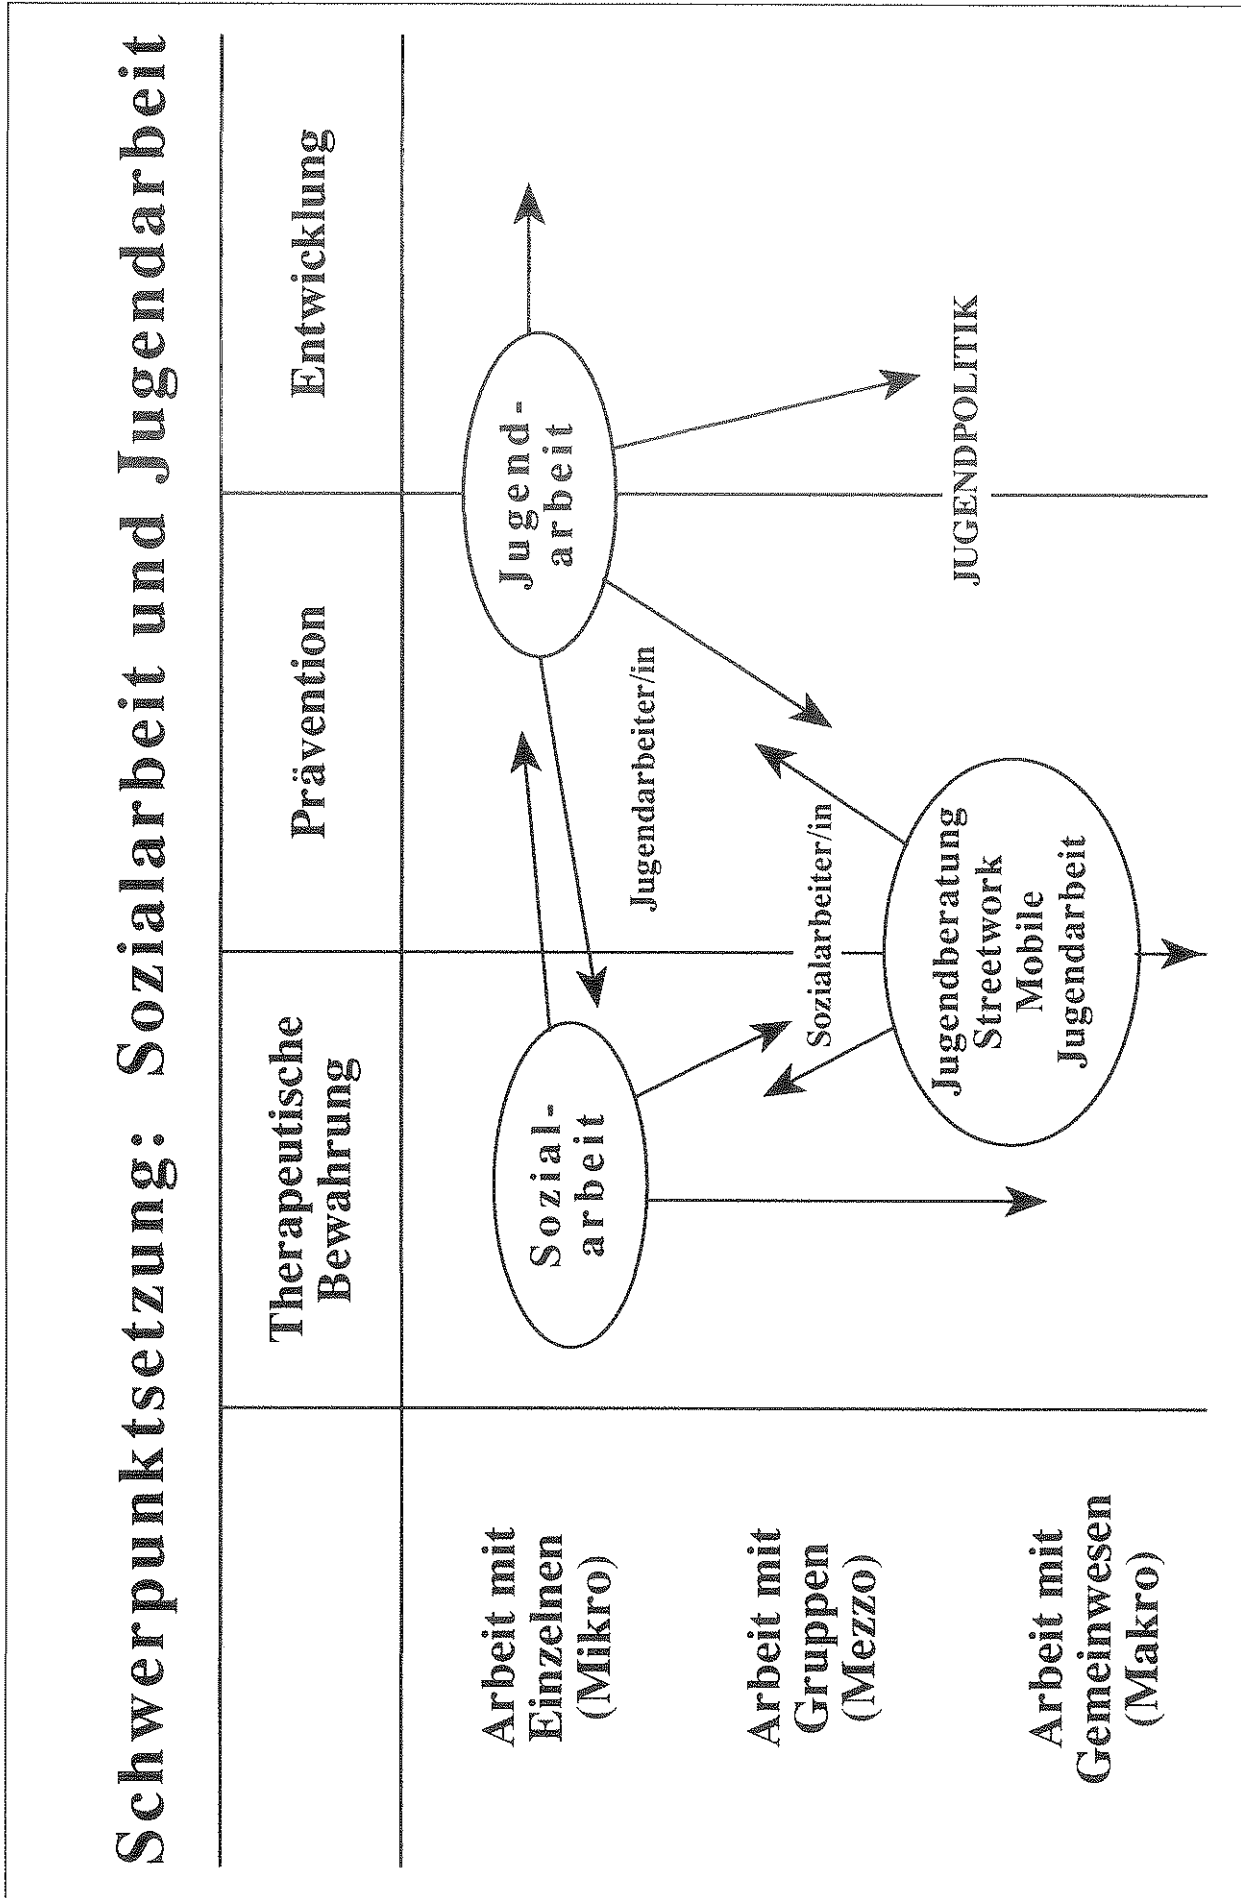 Schwerpunktsetzung: Sozialarbeit und Jugendarbeit
Therapeutische
Bewahrung
Prävention
Entwicklung
Arbeit mit
Einzelnen
(Mikro)
Sozial-
arbeit
Jugend-
arbeit
Jugendarbeiter/in
Arbeit mit
Gruppen
(Mezzo)
Sozialarbeiter/in
JUGENDPOLITIK
Arbeit mit
Gemeinwesen
(Makro)
Jugendberatung
Streetwork
Mobile
Jugendarbeit